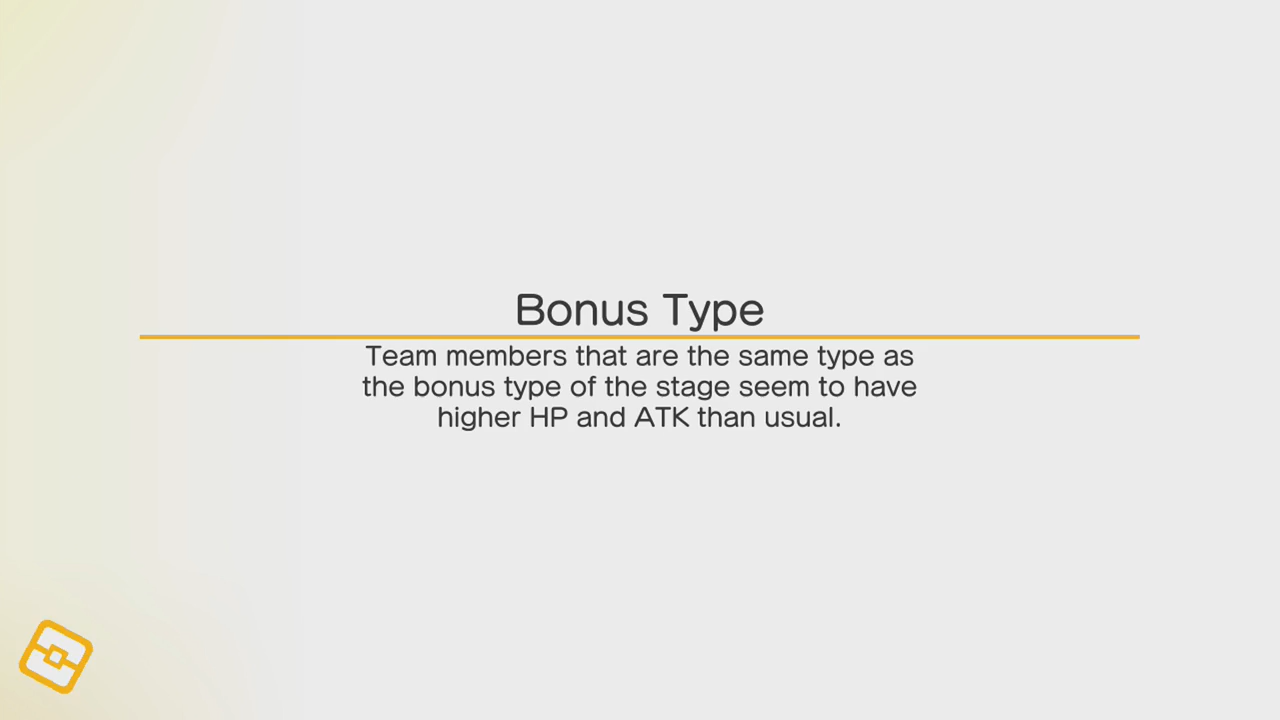 Bonus Type
Team members that are the same type as
the bonus type of the stage seem to have
higher HP and ATK than usual.